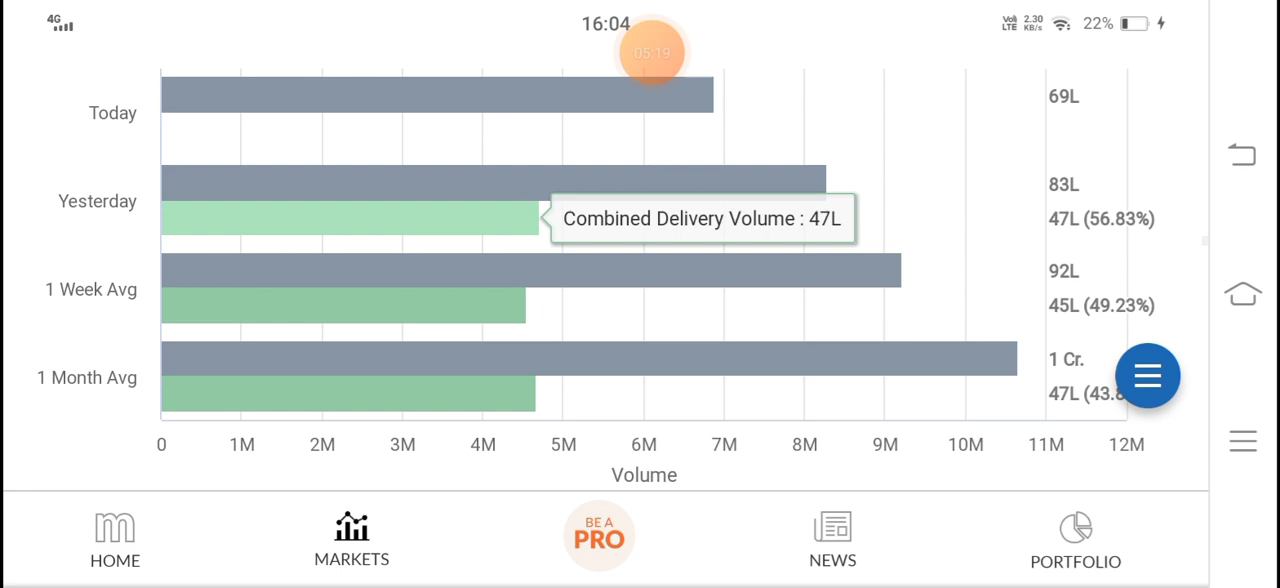 4G
16:04
Vo)) LTE
2.30 KB/s
22%
05:19
Today
69L
Yesterday
83L
47L (56.83%)
Combined Delivery Volume : 47L
1 Week Avg
92L
45L (49.23%)
1 Month Avg
1 Cr.
47L (43.8
0 1M 2M 3M 4M 5M 6M 7M 8M 9M 10M 11M 12M
Volume
m
HOME
MARKETS
BE A
PRO
NEWS
PORTFOLIO